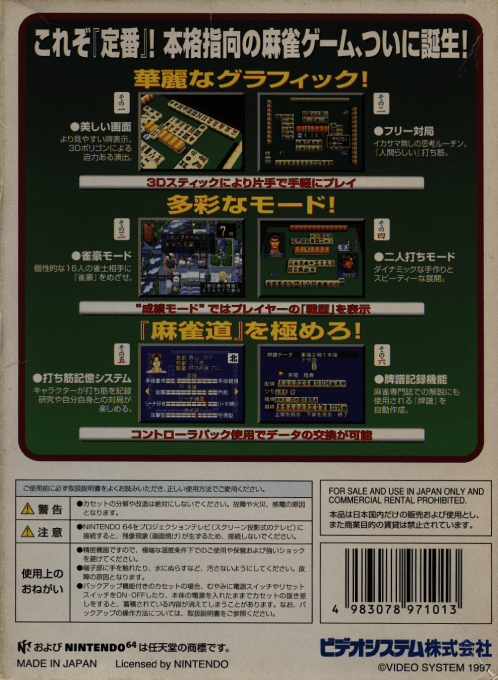 これぞ『定番』! 本格指向の麻雀ゲーム、ついに誕生!
華麗なグラフィック!
その一
●美しい画面
より見やすい牌表示。
3Dポリゴンによる
迫力ある演出。
その二
●フリー対局
イカサマ無しの思考ルーチン。
「人間らしい」打ち筋。
3Dスティックにより片手で手軽にプレイ
多彩なモード!
その三
●雀豪モード
個性的な16人の雀士相手に
「雀豪」をめざせ。
その四
●二人打ちモード
ダイナミックな手作りと
スピーディーな展開。
"成績モード"ではプレイヤーの「戦歴」を表示
『麻雀道』を極めろ!
その五
●打ち筋記憶システム
キャラクターが打ち筋を記録
研究や自分自身との対局が
楽しめる。
北
その六
●牌譜記録機能
麻雀専門誌での解説にも
使用される「牌譜」を
自動作成。
牌譜データ 東場2局1本場
コントローラパック使用でデータの交換が可能
ご使用前に必ず取扱説明書をよくお読みいただき、正しい使用方法でご愛用ください。
警告
●カセットの分解や改造は絶対にしないでください。故障や火災、感電の原因
となります。
注意
●NINTENDO 64をプロジェクションテレビ(スクリーン投影式のテレビ)に
接続すると、残像現象(画面焼け)が生ずるため、接続しないでください。
使用上の
おねがい
●精密機器ですので、極端な温度条件下でのご使用や保管および強いショック
を避けてください。
●端子部に手を触れたり、水にぬらすなど、汚さないようにしてください。故
障の原因となります。
●バックアップ機能付きのカセットの場合、むやみに電源スイッチやリセット
スイッチをON・OFFしたり、本体の電源を入れたままでカセットの抜き差
しをすると、蓄積されている内容が消えてしまうことがあります。なお、バ
ックアップの操作方法については、取扱説明書をご参照ください。
FOR SALE AND USE IN JAPAN ONLY AND
COMMERCIAL RENTAL PROHIBITED.
本品は日本国内だけの販売および使用とし、
また商業目的の賃貸は禁止されています。
4 983078 971013
および NINTENDO64 は任天堂の商標です。
MADE IN JAPAN Licensed by NINTENDO
ビデオシステム株式会社
©VIDEO SYSTEM 1997